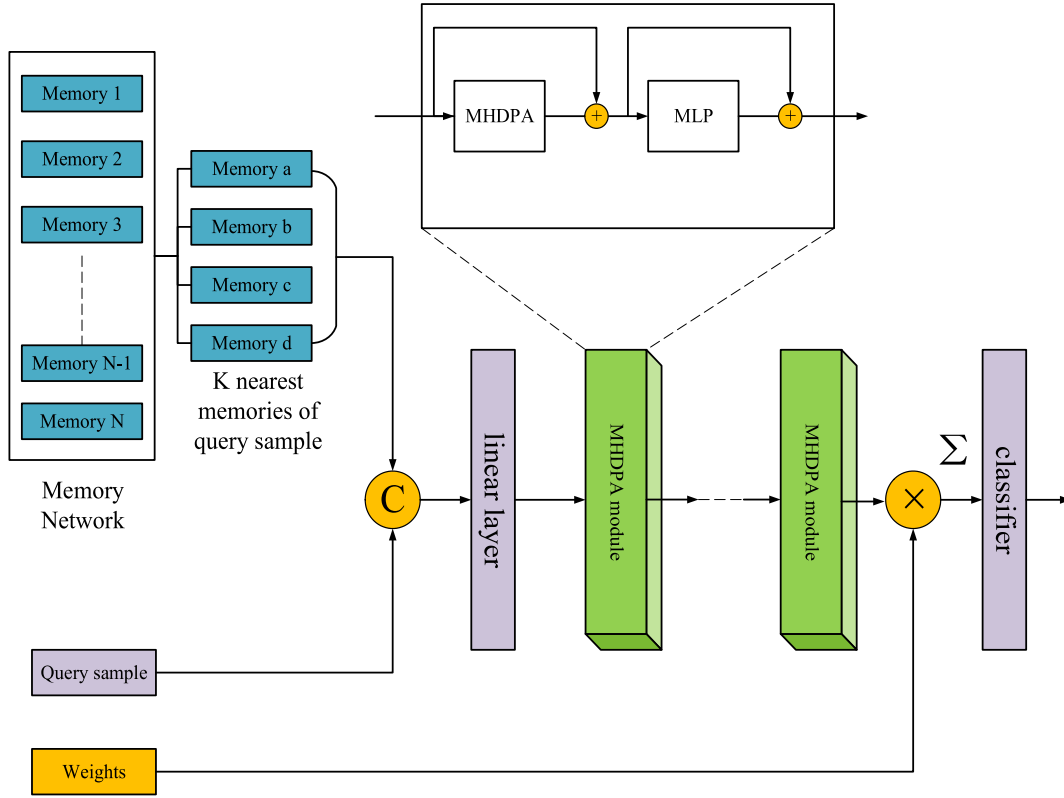 Memory 1
Memory 2
Memory 3
Memory N-1
Memory N
Memory
Network
Memory a
Memory b
Memory c
Memory d
K nearest
memories of
query sample
MHDPA
+
MLP
+
C
linear layer
MHDPA module
MHDPA module
×
∑
classifier
Query sample
Weights